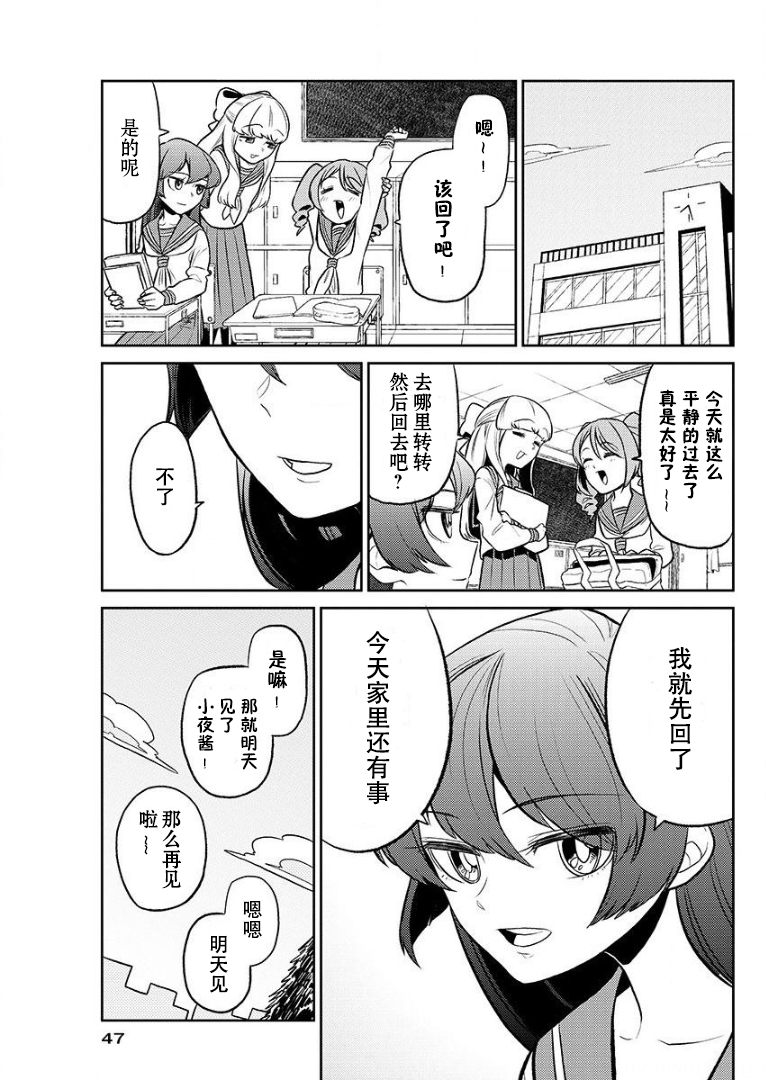 嗯~！
该回了吧！
是的呢
今天就这么
平静的过去了
真是太好了~
去哪里转转
然后回去吧？
不了
我就先回了
今天家里还有事
是嘛！
那就明天
见了
小夜酱！
那么再见
啦~
嗯嗯
明天见
47